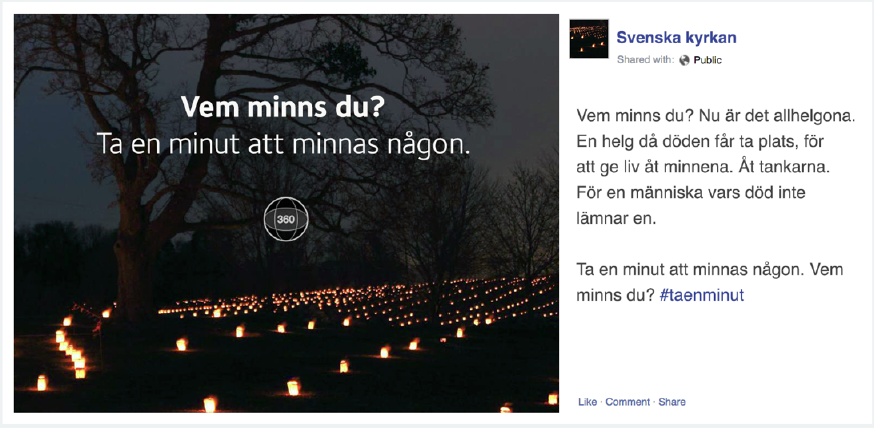 Vem minns du?
Ta en minut att minnas någon.
360
Svenska kyrkan
Shared with: Public
Vem minns du? Nu är det allhelgona.
En helg då döden får ta plats, för
att ge liv åt minnena. Åt tankarna.
För en människa vars död inte
lämnar en.
Ta en minut att minnas någon. Vem
minns du? #taenminut
Like · Comment · Share